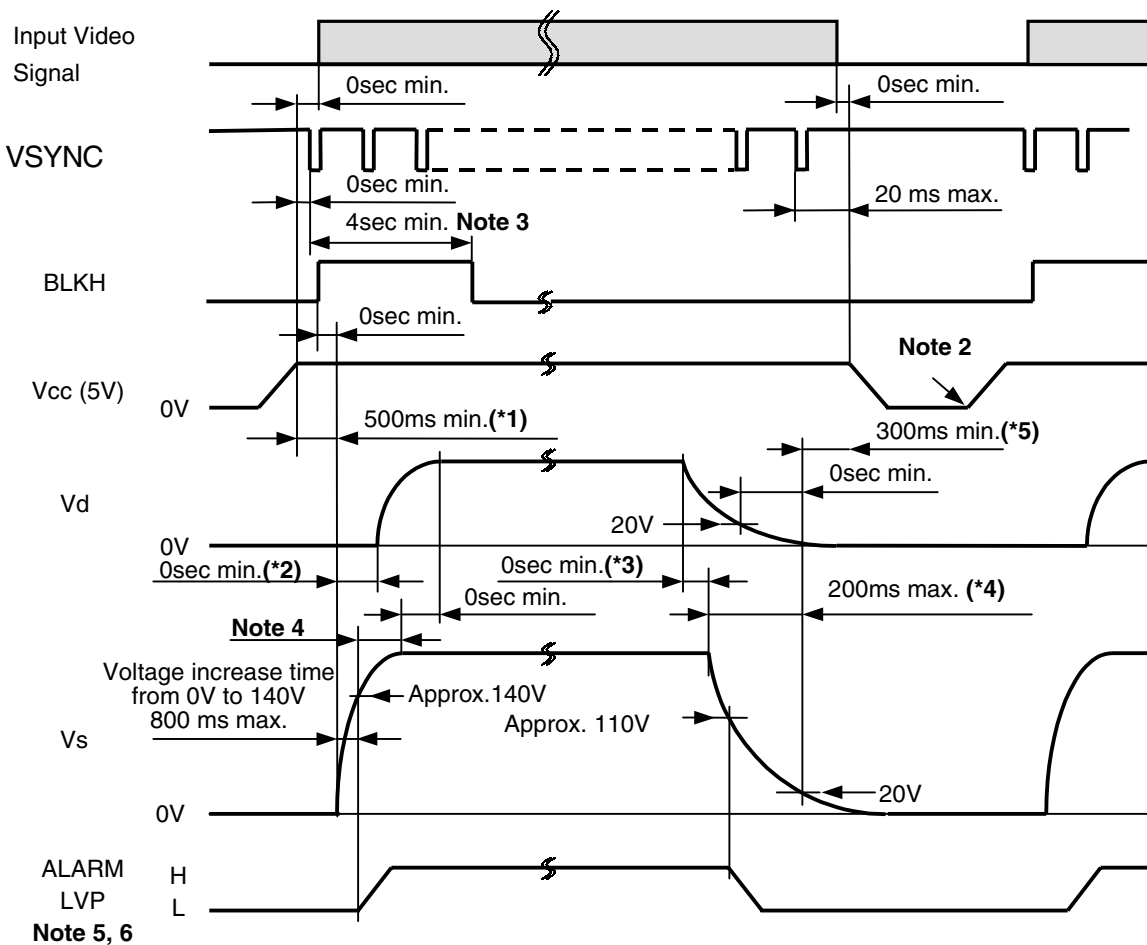 Input Video
Signal
0sec min.
0sec min.
VSYNC
0sec min.
20 ms max.
4sec min. Note 3
BLKH
0sec min.
Note 2
Vcc (5V)
0V
500ms min.(*1)
300ms min.(*5)
0sec min.
Vd
20V
0V
0sec min.(*2)
0sec min.(*3)
200ms max. (*4)
0sec min.
Note 4
Voltage increase time
from 0V to 140V
800 ms max.
Approx.140V
Approx. 110V
Vs
20V
0V
ALARM
H
LVP
L
Note 5, 6